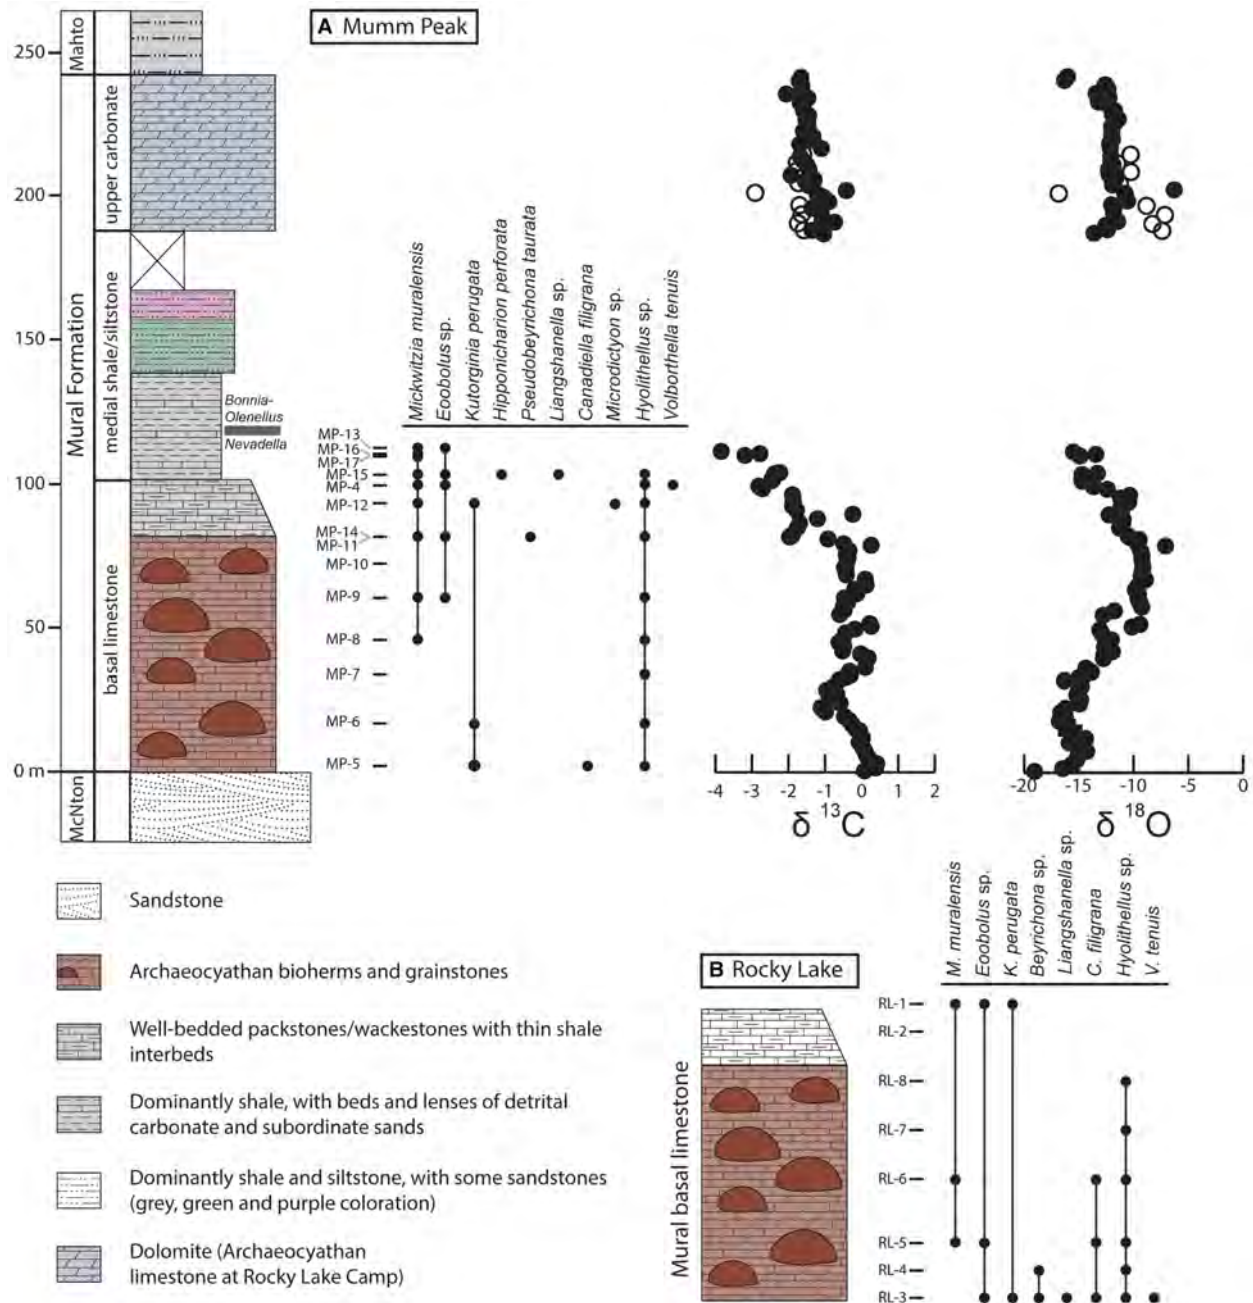 A Mumm Peak
Mahto
upper carbonate
Mural Formation
medial shale/siltstone
basal limestone
McNton
250
200
150
100
50
0 m
Bonnia-
Olenellus
Nevadella
Mickwitzia muralensis
Eoobolus sp.
Kutorginia perugata
Hipponicharion perforata
Pseudobeyrichona taurata
Liangshanella sp.
Canadiella filigrana
Microdictyon sp.
Hyolithellus sp.
Volborthella tenuis
MP-13
MP-16
MP-17
MP-15
MP-4
MP-12
MP-14
MP-11
MP-10
MP-9
MP-8
MP-7
MP-6
MP-5
-4 -3 -2 -1 0 1 2
δ 13C
-20 -15 -10 -5 0
δ 18O
Sandstone
Archaeocyathan bioherms and grainstones
Well-bedded packstones/wackestones with thin shale
interbeds
Dominantly shale, with beds and lenses of detrital
carbonate and subordinate sands
Dominantly shale and siltstone, with some sandstones
(grey, green and purple coloration)
Dolomite (Archaeocyathan
limestone at Rocky Lake Camp)
B Rocky Lake
Mural basal limestone
M. muralensis
Eoobolus sp.
K. perugata
Beyrichona sp.
Liangshanella sp.
C. filigrana
Hyolithellus sp.
V. tenuis
RL-1
RL-2
RL-8
RL-7
RL-6
RL-5
RL-4
RL-3